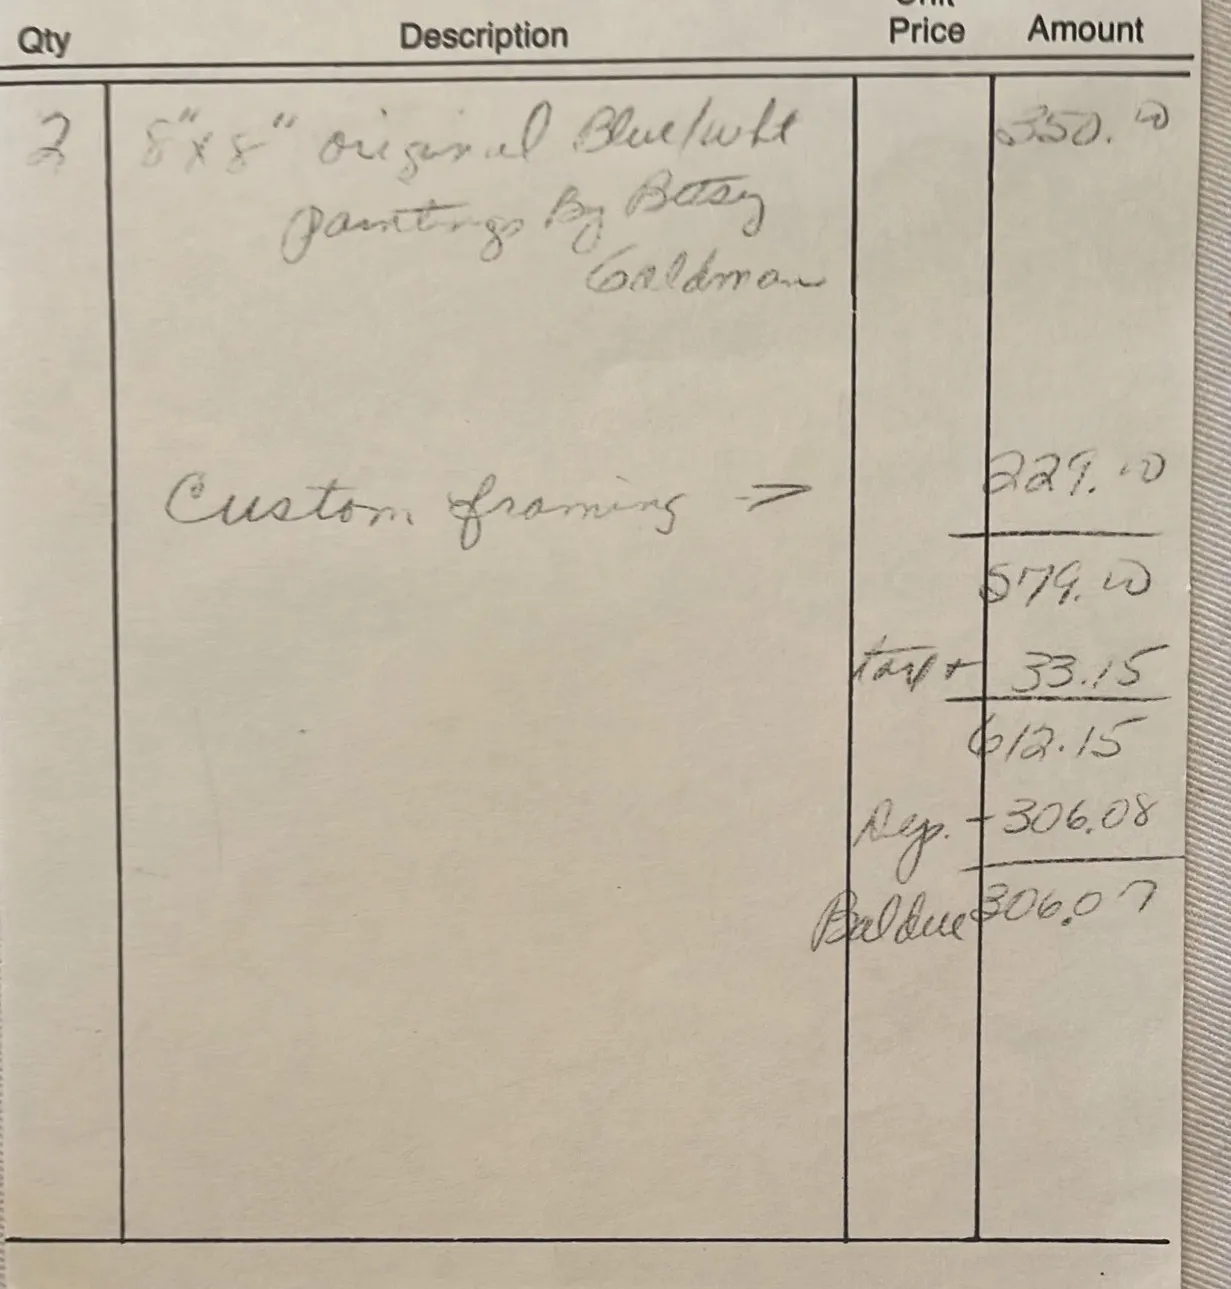 Qty Description Unit Price Amount
2 8"x8" original Blue/wht 350.00
paintings By Betsy
Goldman
Custom framing -> 229.00
579.00
tax + 33.15
612.15
Dep. - 306.08
Bal due 306.07